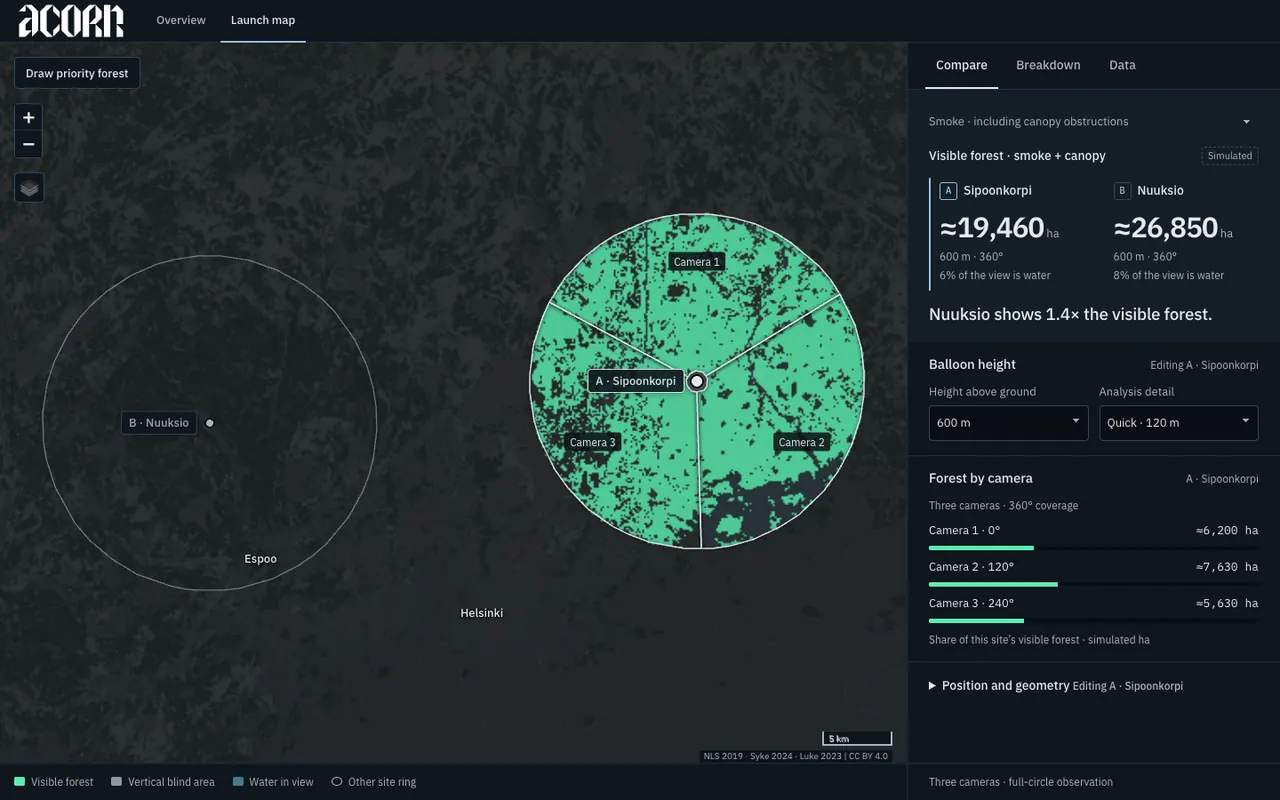 acorn
Overview
Launch map
Draw priority forest
+
−
Camera 1
A · Sipoonkorpi
Camera 3
Camera 2
B · Nuuksio
Espoo
Helsinki
5 km
NLS 2019 · Syke 2024 · Luke 2023 | CC BY 4.0
Visible forest
Vertical blind area
Water in view
Other site ring
Compare
Breakdown
Data
Smoke · including canopy obstructions
Visible forest · smoke + canopy
Simulated
A Sipoonkorpi
≈19,460 ha
600 m · 360°
6% of the view is water
B Nuuksio
≈26,850 ha
600 m · 360°
8% of the view is water
Nuuksio shows 1.4× the visible forest.
Balloon height
Editing A · Sipoonkorpi
Height above ground
600 m
Analysis detail
Quick · 120 m
Forest by camera
A · Sipoonkorpi
Three cameras · 360° coverage
Camera 1 · 0° ≈6,200 ha
Camera 2 · 120° ≈7,630 ha
Camera 3 · 240° ≈5,630 ha
Share of this site's visible forest · simulated ha
Position and geometry Editing A · Sipoonkorpi
Three cameras · full-circle observation